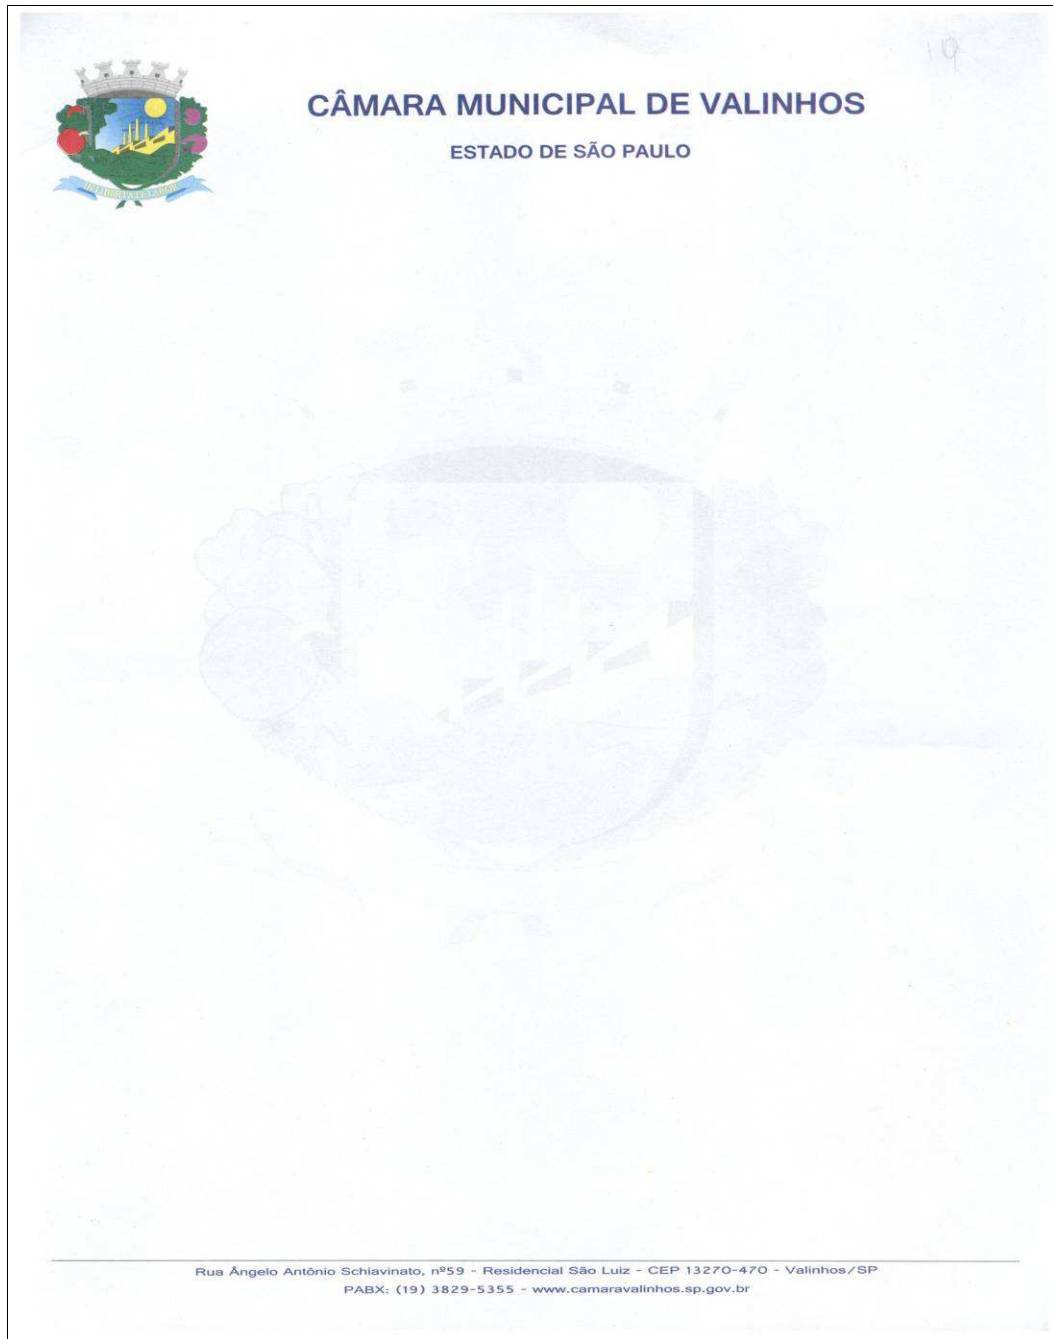 19
CÂMARA MUNICIPAL DE VALINHOS
ESTADO DE SÃO PAULO
Rua Ângelo Antônio Schiavinato, nº59 - Residencial São Luiz - CEP 13270-470 - Valinhos/SP
PABX: (19) 3829-5355 - www.camaravalinhos.sp.gov.br